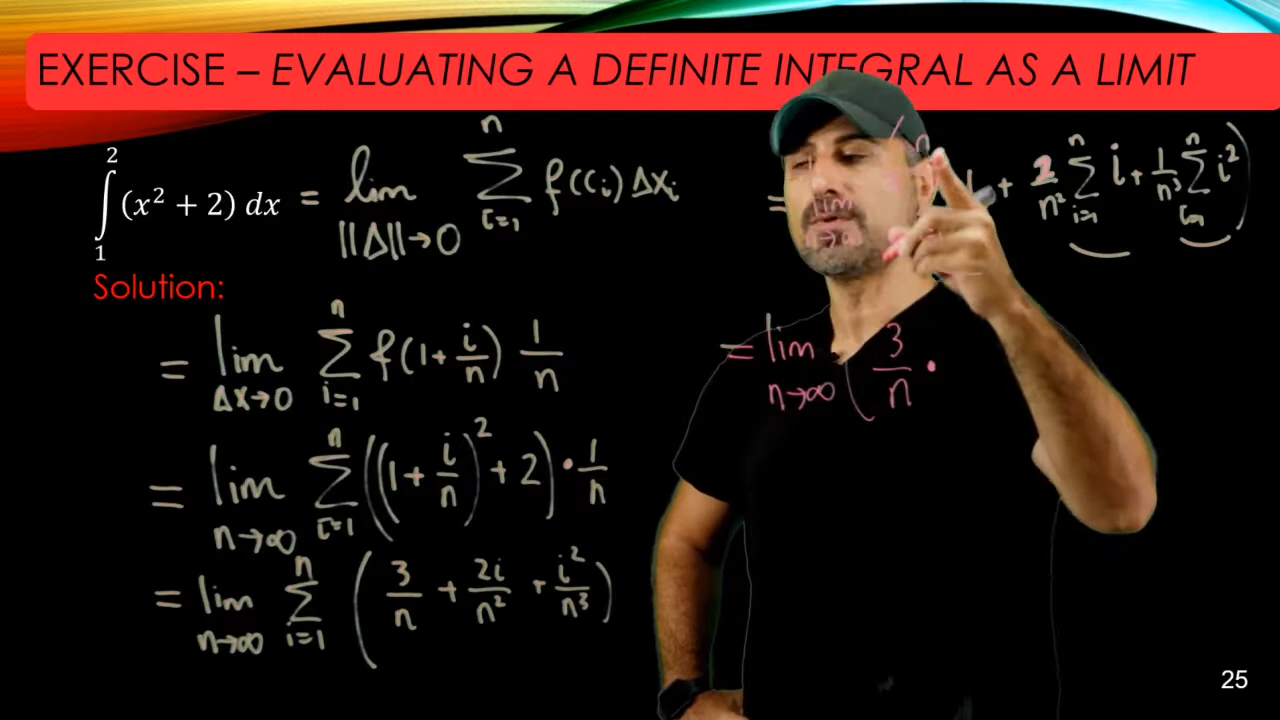 EXERCISE – EVALUATING A DEFINITE INTEGRAL AS A LIMIT
∫₁² (x² + 2) dx = lim_{||Δ||→0} Σ_{i=1}^{n} f(ci) Δxi
Solution:
= lim_{Δx→0} Σ_{i=1}^{n} f(1 + i/n) 1/n
= lim_{n→∞} Σ_{i=1}^{n} ((1 + i/n)² + 2) · 1/n
= lim_{n→∞} Σ_{i=1}^{n} (3/n + 2i/n² + i²/n³)
= lim + 2/n² Σ_{i=1}^{n} i + 1/n³ Σ_{i=1}^{n} i²)
= lim_{n→∞} (3/n ·
25